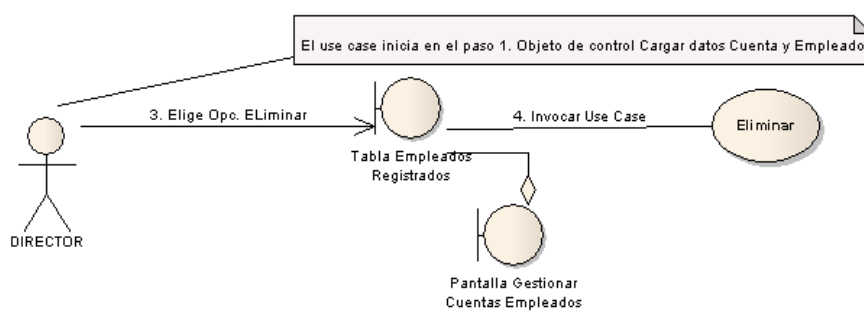 El use case inicia en el paso 1. Objeto de control Cargar datos Cuenta y Empleado
3. Elige Opc. ELiminar
4. Invocar Use Case
Eliminar
Tabla Empleados
Registrados
DIRECTOR
Pantalla Gestionar
Cuentas Empleados